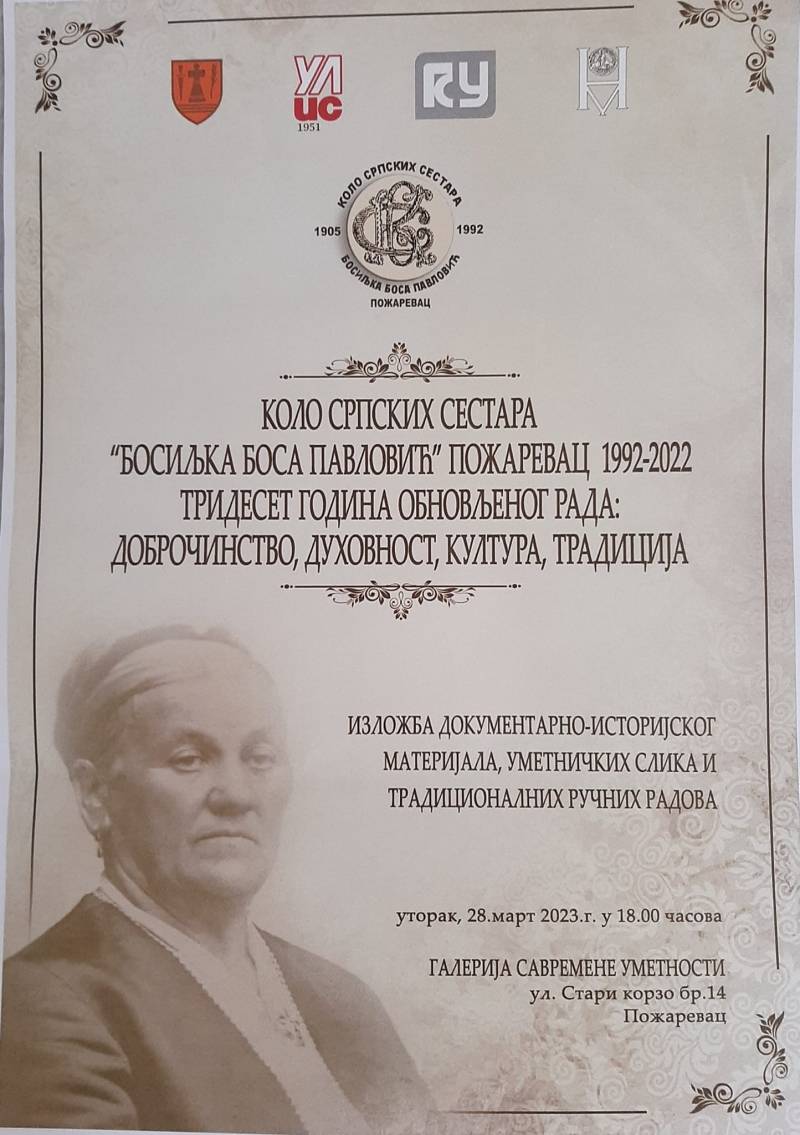 УЛ
ИС
1951
КУ
НМ
КОЛО СРПСКИХ СЕСТАРА
1905
1992
БОСИЉКА БОСА ПАВЛОВИЋ
ПОЖАРЕВАЦ
КОЛО СРПСКИХ СЕСТАРА
“БОСИЉКА БОСА ПАВЛОВИЋ” ПОЖАРЕВАЦ 1992-2022
ТРИДЕСЕТ ГОДИНА ОБНОВЉЕНОГ РАДА:
ДОБРОЧИНСТВО, ДУХОВНОСТ, КУЛТУРА, ТРАДИЦИЈА
ИЗЛОЖБА ДОКУМЕНТАРНО-ИСТОРИЈСКОГ
МАТЕРИЈАЛА, УМЕТНИЧКИХ СЛИКА И
ТРАДИЦИОНАЛНИХ РУЧНИХ РАДОВА
уторак, 28.март 2023.г. у 18.00 часова
ГАЛЕРИЈА САВРЕМЕНЕ УМЕТНОСТИ
ул. Стари корзо бр.14
Пожаревац